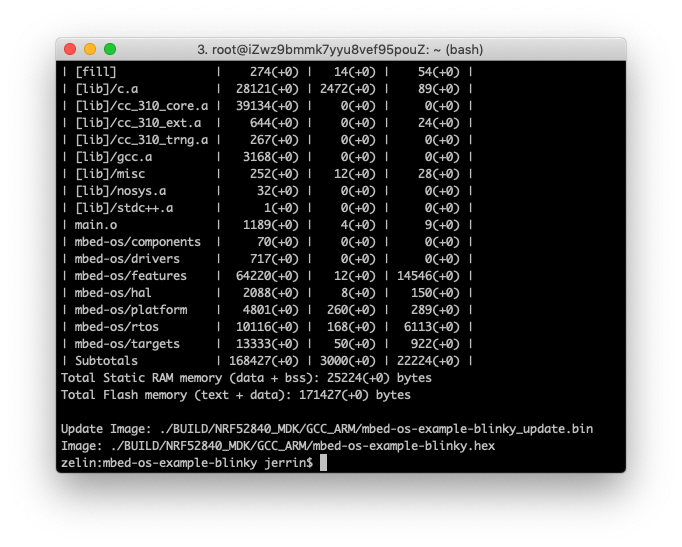 3. root@iZwz9bmmk7yyu8vef95pouZ: ~ (bash)
| [fill]              |    274(+0) |   14(+0) |    54(+0) |
| [lib]/c.a           |  28121(+0) | 2472(+0) |    89(+0) |
| [lib]/cc_310_core.a |  39134(+0) |    0(+0) |     0(+0) |
| [lib]/cc_310_ext.a  |    644(+0) |    0(+0) |    24(+0) |
| [lib]/cc_310_trng.a |    267(+0) |    0(+0) |     0(+0) |
| [lib]/gcc.a         |   3168(+0) |    0(+0) |     0(+0) |
| [lib]/misc          |    252(+0) |   12(+0) |    28(+0) |
| [lib]/nosys.a       |     32(+0) |    0(+0) |     0(+0) |
| [lib]/stdc++.a      |      1(+0) |    0(+0) |     0(+0) |
| main.o              |   1189(+0) |    4(+0) |     9(+0) |
| mbed-os/components  |     70(+0) |    0(+0) |     0(+0) |
| mbed-os/drivers     |    717(+0) |    0(+0) |     0(+0) |
| mbed-os/features    |  64220(+0) |   12(+0) | 14546(+0) |
| mbed-os/hal         |   2088(+0) |    8(+0) |   150(+0) |
| mbed-os/platform    |   4801(+0) |  260(+0) |   289(+0) |
| mbed-os/rtos        |  10116(+0) |  168(+0) |  6113(+0) |
| mbed-os/targets     |  13333(+0) |   50(+0) |   922(+0) |
| Subtotals           | 168427(+0) | 3000(+0) | 22224(+0) |
Total Static RAM memory (data + bss): 25224(+0) bytes
Total Flash memory (text + data): 171427(+0) bytes
Update Image: ./BUILD/NRF52840_MDK/GCC_ARM/mbed-os-example-blinky_update.bin
Image: ./BUILD/NRF52840_MDK/GCC_ARM/mbed-os-example-blinky.hex
zelin:mbed-os-example-blinky jerrin$